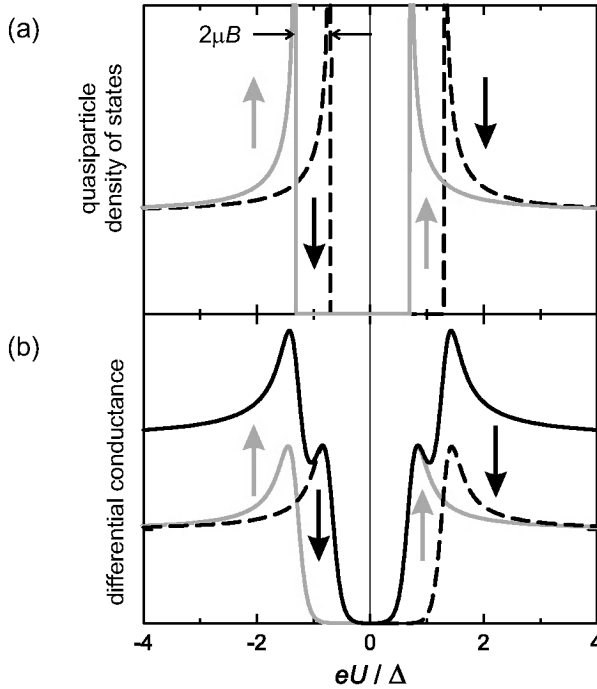 (a)
2μB
quasiparticle
density of states
(b)
differential conductance
-4
-2
0
2
4
eU / Δ